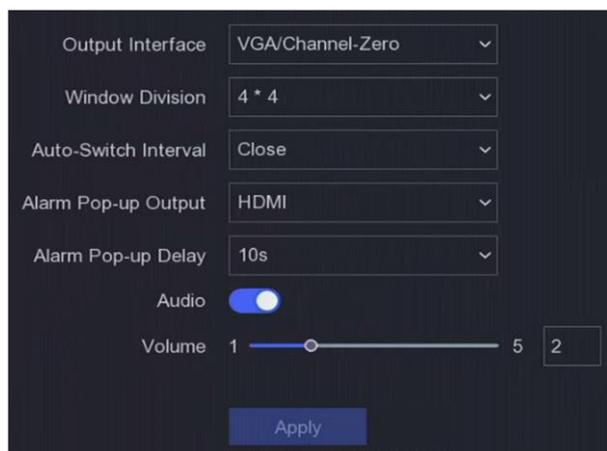 Output Interface VGA/Channel-Zero
Window Division 4 * 4
Auto-Switch Interval Close
Alarm Pop-up Output HDMI
Alarm Pop-up Delay 10s
Audio
Volume 1 5 2
Apply